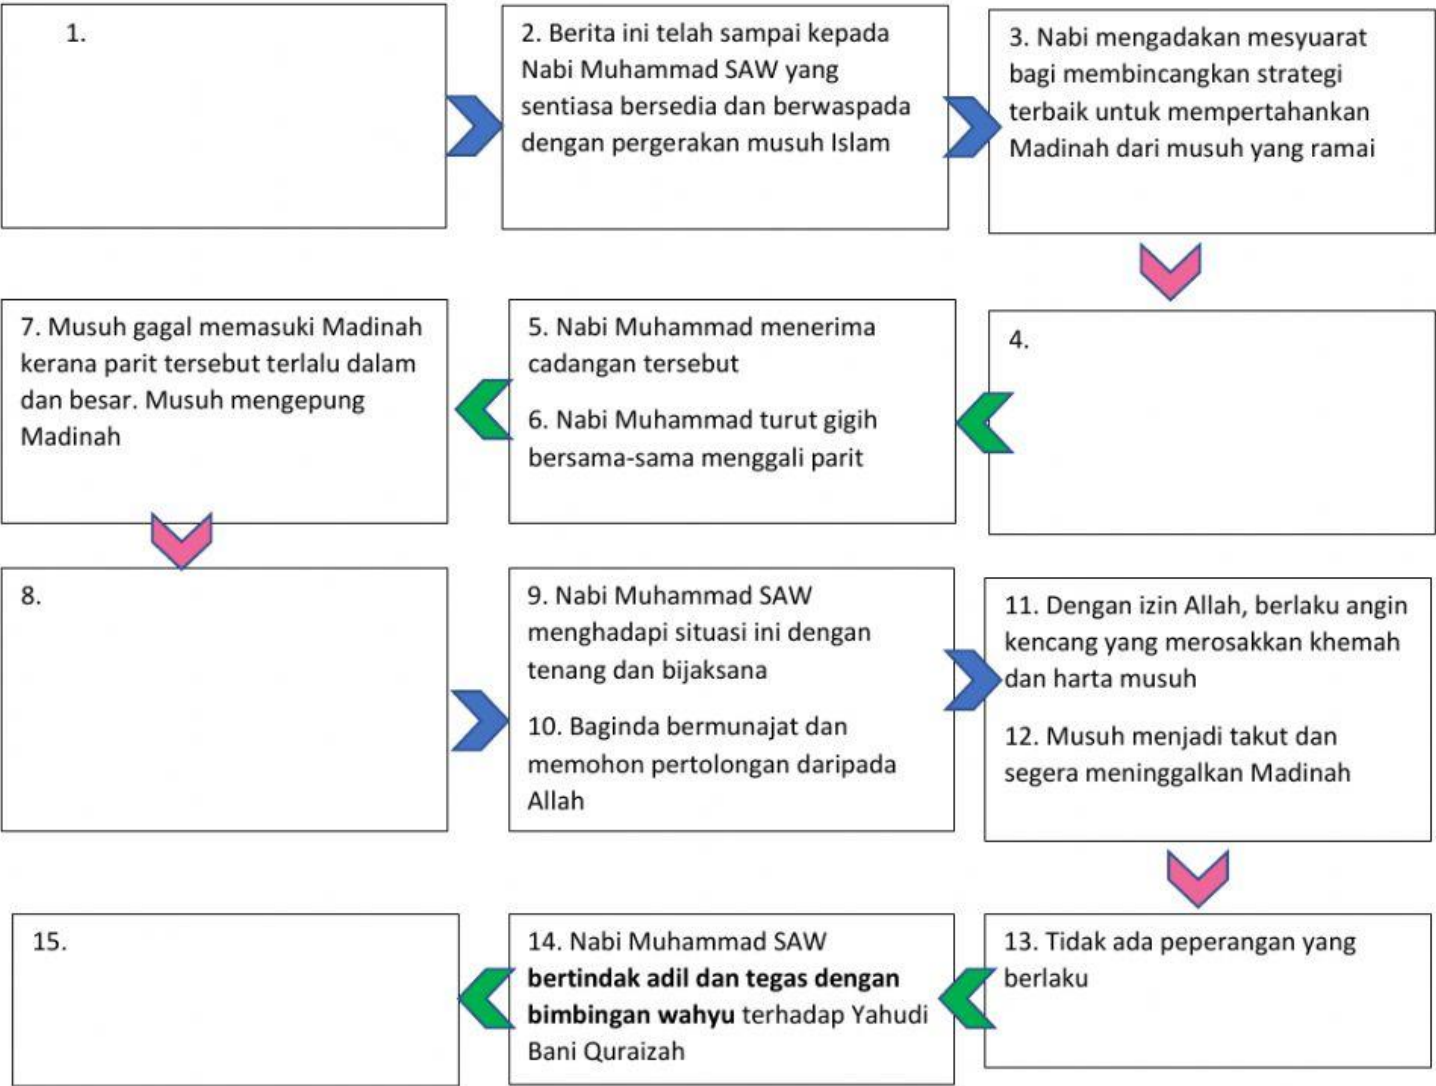 1.
2. Berita ini telah sampai kepada
Nabi Muhammad SAW yang
sentiasa bersedia dan berwaspada
dengan pergerakan musuh Islam
3. Nabi mengadakan mesyuarat
bagi membincangkan strategi
terbaik untuk mempertahankan
Madinah dari musuh yang ramai
4.
5. Nabi Muhammad menerima
cadangan tersebut
6. Nabi Muhammad turut gigih
bersama-sama menggali parit
7. Musuh gagal memasuki Madinah
kerana parit tersebut terlalu dalam
dan besar. Musuh mengepung
Madinah
8.
9. Nabi Muhammad SAW
menghadapi situasi ini dengan
tenang dan bijaksana
10. Baginda bermunajat dan
memohon pertolongan daripada
Allah
11. Dengan izin Allah, berlaku angin
kencang yang merosakkan khemah
dan harta musuh
12. Musuh menjadi takut dan
segera meninggalkan Madinah
13. Tidak ada peperangan yang
berlaku
14. Nabi Muhammad SAW
bertindak adil dan tegas dengan
bimbingan wahyu terhadap Yahudi
Bani Quraizah
15.